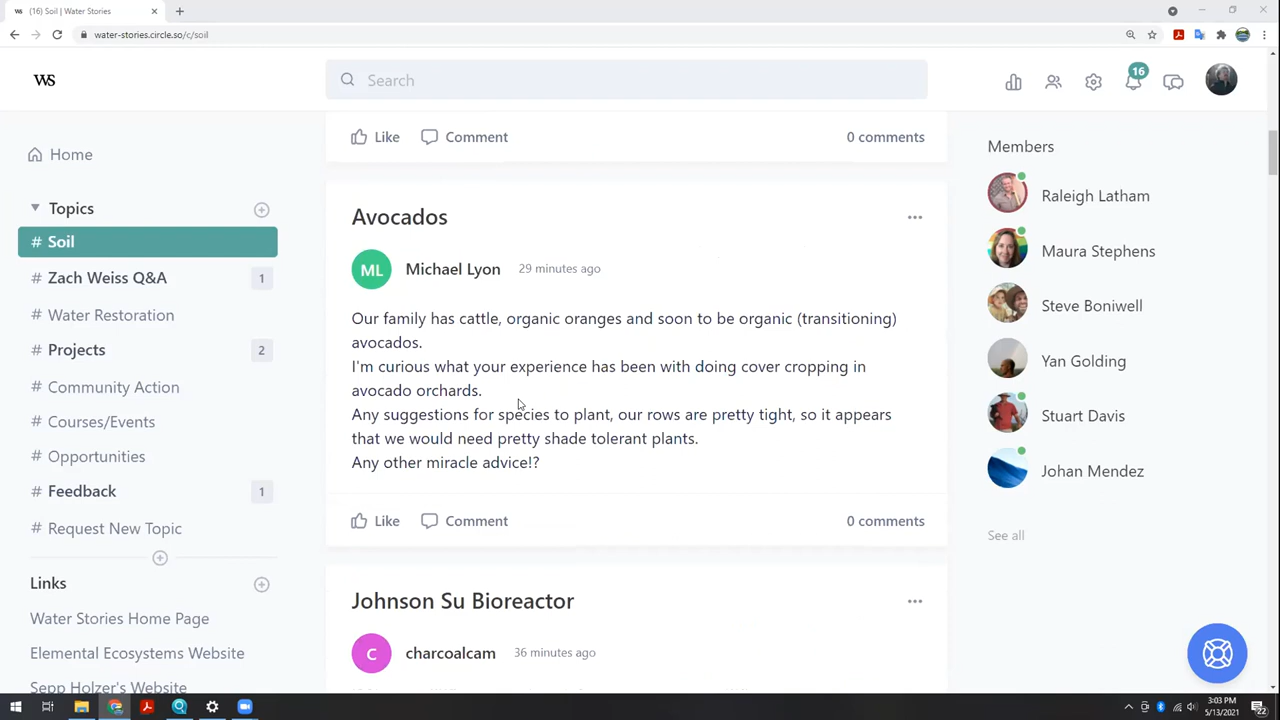 (16) Soil | Water Stories
water-stories.circle.so/c/soil
WS
Search
16
Home
Topics
# Soil
# Zach Weiss Q&A 1
# Water Restoration
# Projects 2
# Community Action
# Courses/Events
# Opportunities
# Feedback 1
# Request New Topic
Links
Water Stories Home Page
Elemental Ecosystems Website
Sepp Holzer's Website
Like Comment 0 comments
Avocados
ML Michael Lyon 29 minutes ago
Our family has cattle, organic oranges and soon to be organic (transitioning)
avocados.
I'm curious what your experience has been with doing cover cropping in
avocado orchards.
Any suggestions for species to plant, our rows are pretty tight, so it appears
that we would need pretty shade tolerant plants.
Any other miracle advice!?
Like Comment 0 comments
Johnson Su Bioreactor
C charcoalcam 36 minutes ago
Members
Raleigh Latham
Maura Stephens
Steve Boniwell
Yan Golding
Stuart Davis
Johan Mendez
See all
3:03 PM
5/13/2021
22